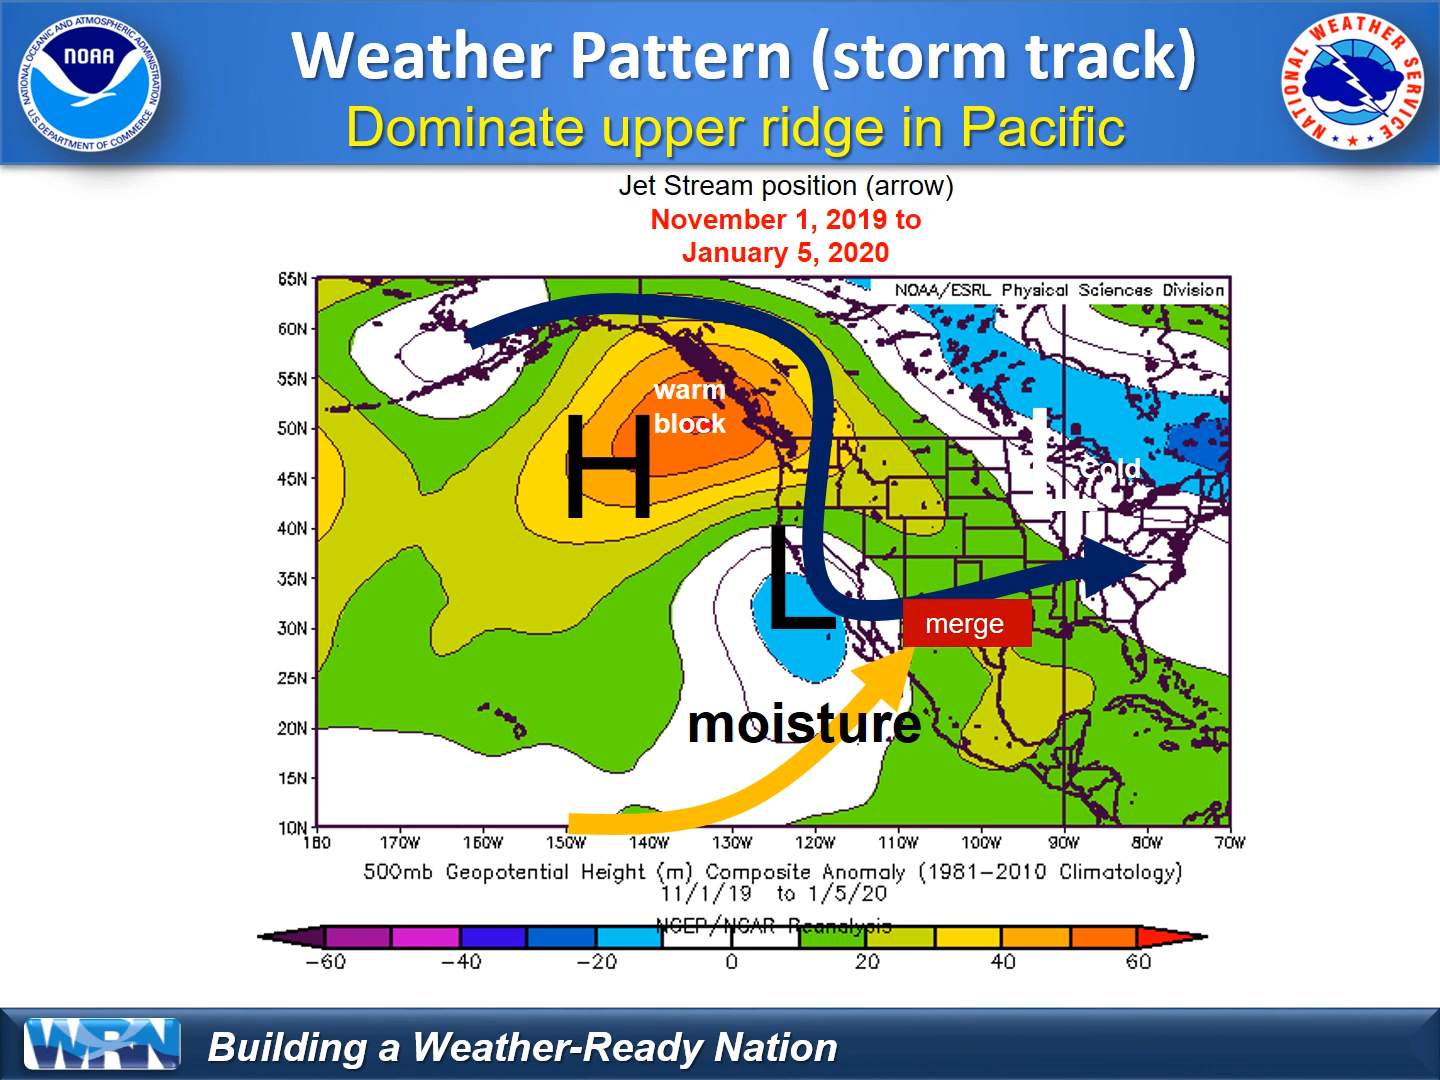 NATIONAL OCEANIC AND ATMOSPHERIC ADMINISTRATION
U.S. DEPARTMENT OF COMMERCE
NOAA
Weather Pattern (storm track)
Dominate upper ridge in Pacific
NATIONAL WEATHER SERVICE
Jet Stream position (arrow)
November 1, 2019 to
January 5, 2020
NOAA/ESRL Physical Sciences Division
65N
60N
55N
50N
45N
40N
35N
30N
25N
20N
15N
10N
warm
block
H
L
L
Cold
merge
moisture
180 170W 160W 150W 140W 130W 120W 110W 100W 90W 80W 70W
500mb Geopotential Height (m) Composite Anomaly (1981-2010 Climatology)
11/1/19 to 1/5/20
NCEP/NCAR Reanalysis
-60 -40 -20 0 20 40 60
WRN
Building a Weather-Ready Nation